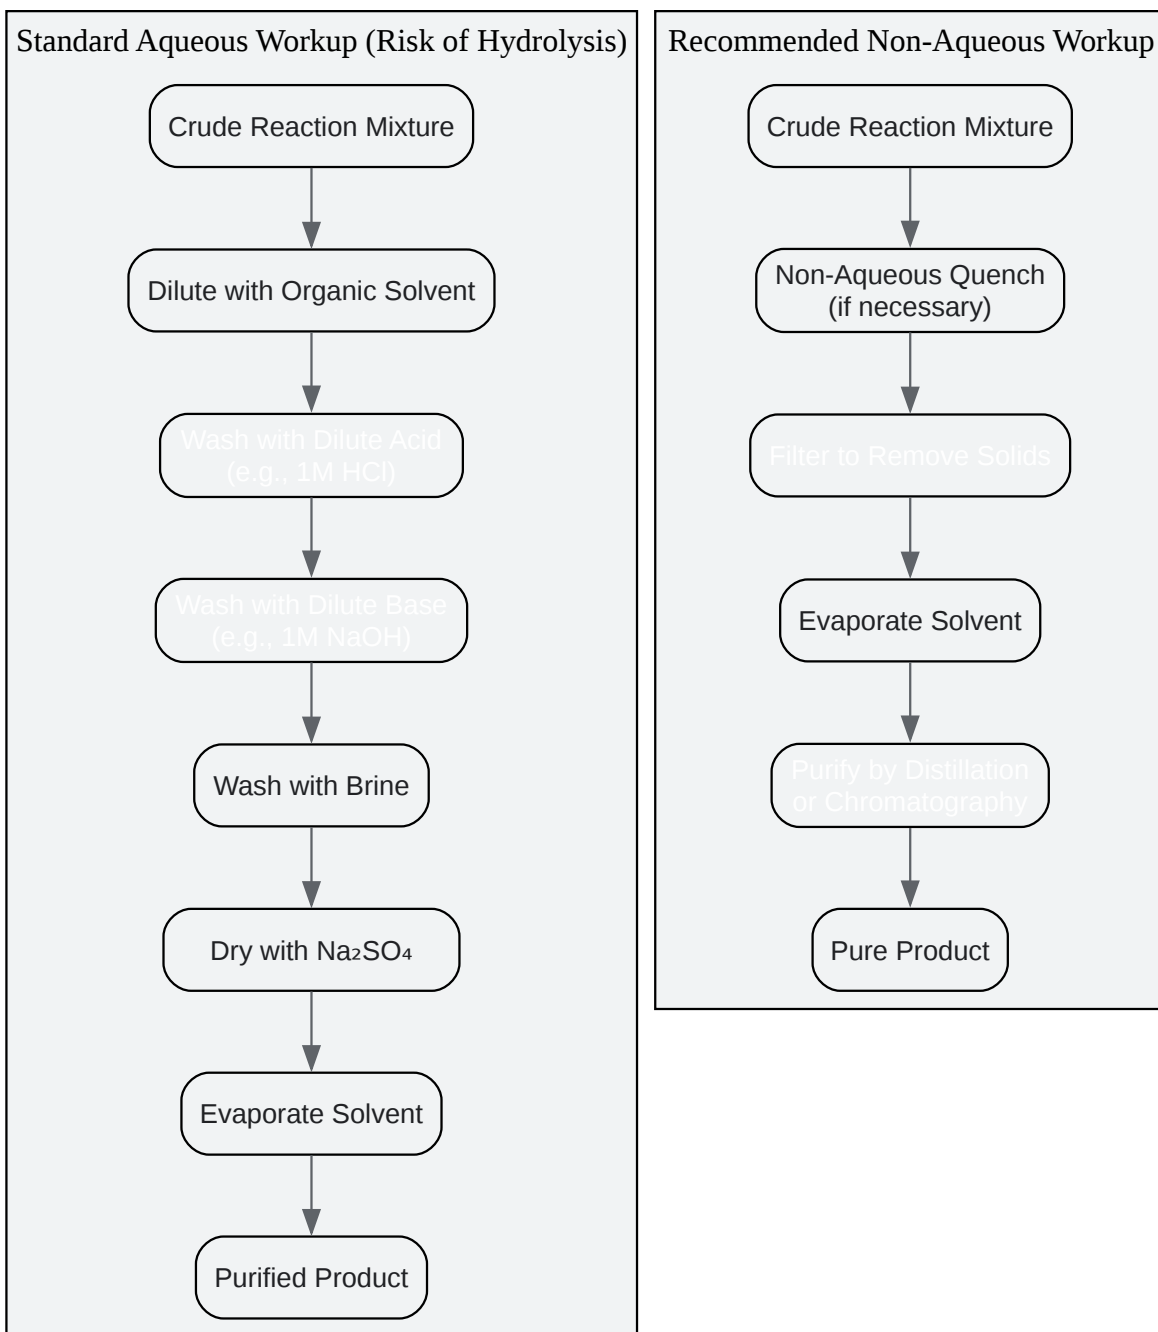 Standard Aqueous Workup (Risk of Hydrolysis)
Crude Reaction Mixture
Dilute with Organic Solvent
Wash with Dilute Acid
(e.g., 1M HCl)
Wash with Dilute Base
(e.g., 1M NaOH)
Wash with Brine
Dry with Na₂SO₄
Evaporate Solvent
Purified Product
Recommended Non-Aqueous Workup
Crude Reaction Mixture
Non-Aqueous Quench
(if necessary)
Filter to Remove Solids
Evaporate Solvent
Purify by Distillation
or Chromatography
Pure Product